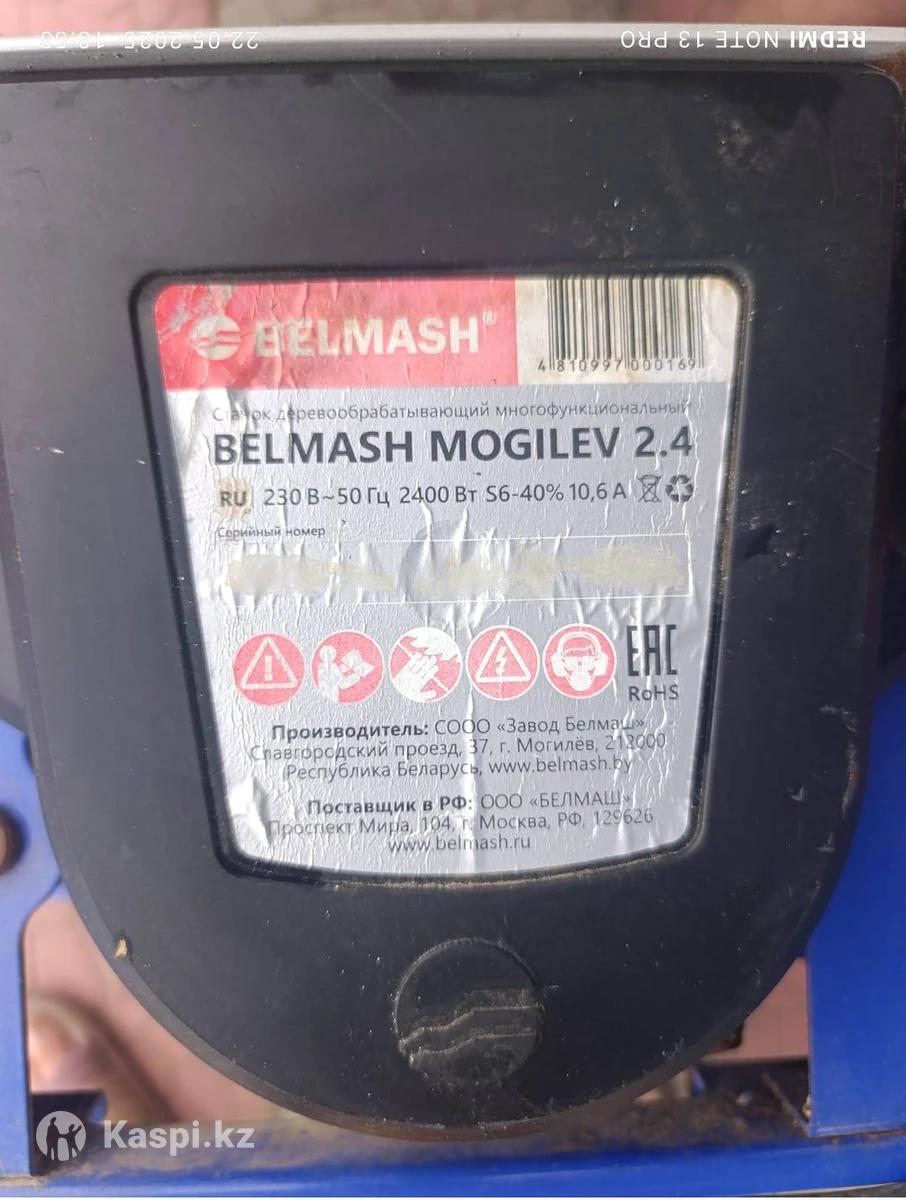 REDMI NOTE 13 PRO
22.05.2025
BELMASH®
4 810997 000169
Станок деревообрабатывающий многофункциональный
BELMASH MOGILEV 2.4
RU 230 В~50 Гц 2400 Вт S6-40% 10,6 А
Серийный номер
EAC
RoHS
Производитель: СООО «Завод Белмаш»
Славгородский проезд, 37, г. Могилёв, 212000
Республика Беларусь, www.belmash.by
Поставщик в РФ: ООО «БЕЛМАШ»
Проспект Мира, 104, г. Москва, РФ, 129626
www.belmash.ru
Kaspi.kz